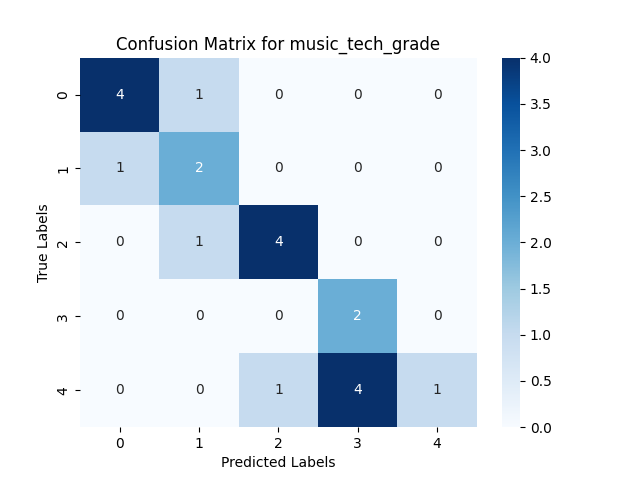 Confusion Matrix for music_tech_grade
True Labels
0 4 1 0 0 0
1 1 2 0 0 0
2 0 1 4 0 0
3 0 0 0 2 0
4 0 0 1 4 1
0 1 2 3 4
Predicted Labels
4.0
3.5
3.0
2.5
2.0
1.5
1.0
0.5
0.0